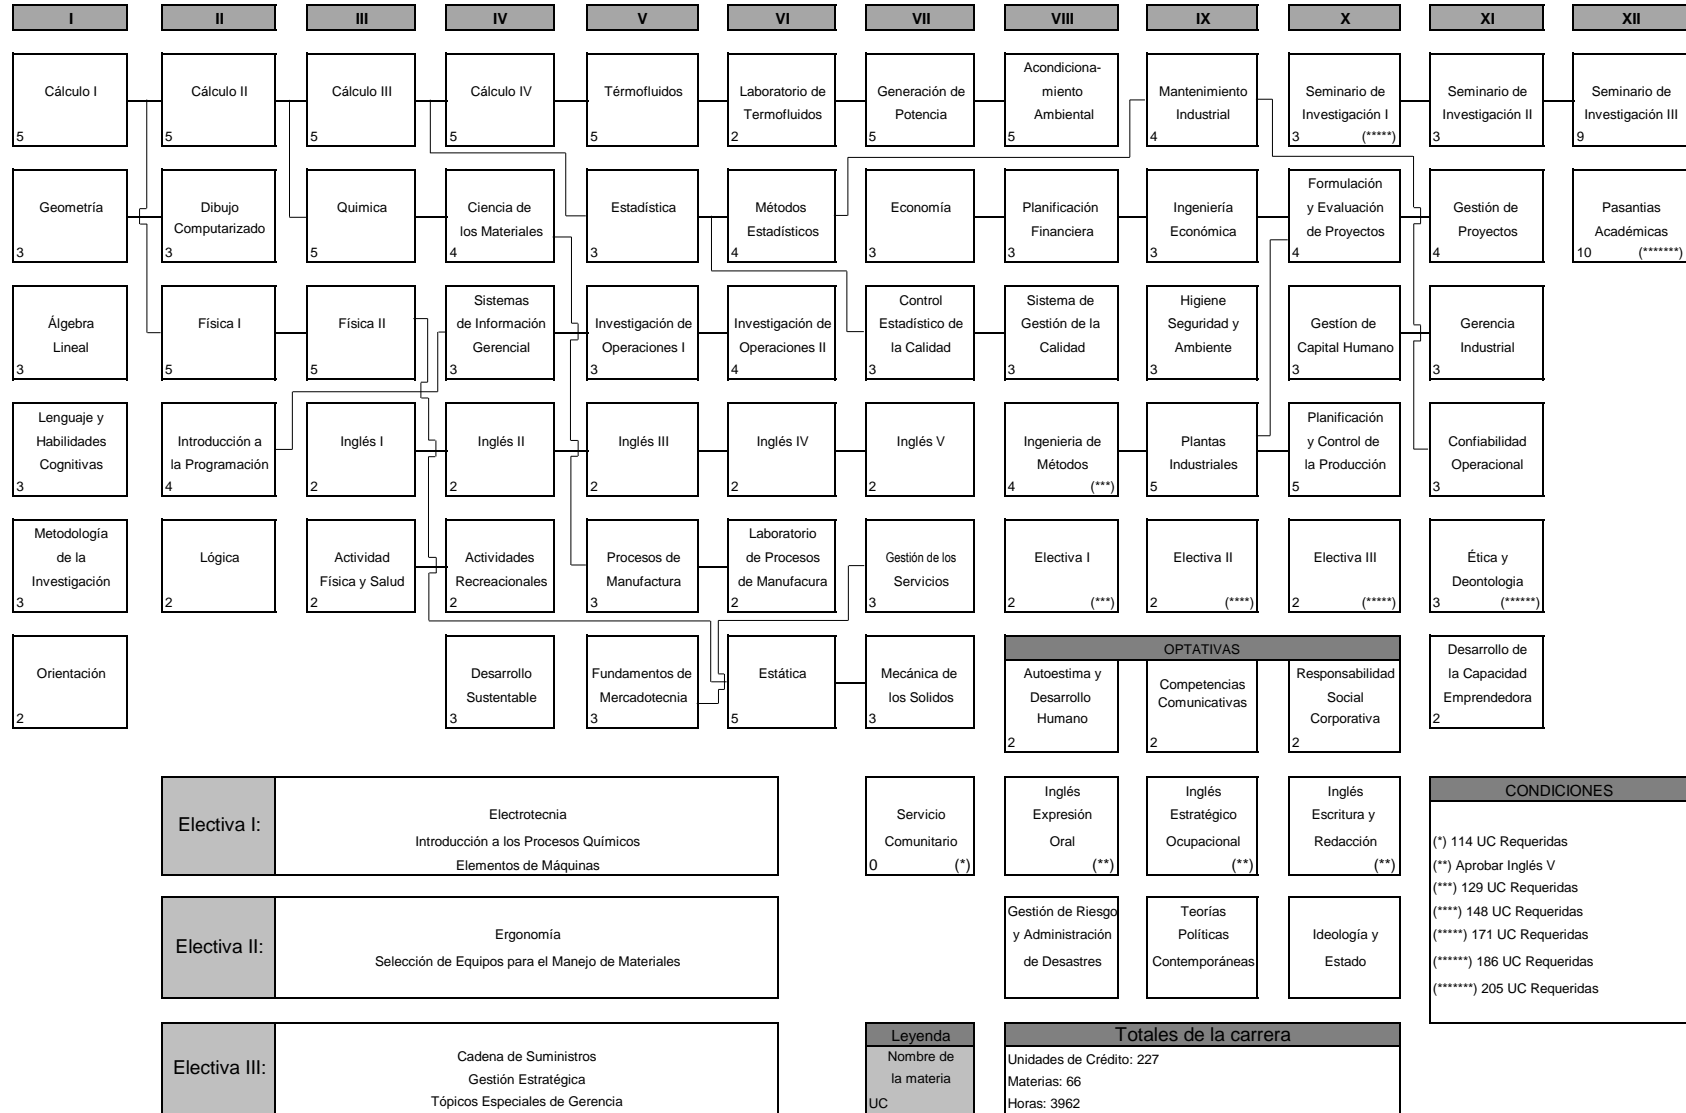 I
II
III
IV
V
VI
VII
VIII
IX
X
XI
XII
Cálculo I
5
Cálculo II
5
Cálculo III
5
Cálculo IV
5
Térmofluidos
5
Laboratorio de
Termofluidos
2
Generación de
Potencia
5
Acondiciona-
miento
Ambiental
5
Mantenimiento
Industrial
4
Seminario de
Investigación I
3 (*****)
Seminario de
Investigación II
3
Seminario de
Investigación III
9
Geometría
3
Dibujo
Computarizado
3
Quimica
5
Ciencia de
los Materiales
4
Estadística
3
Métodos
Estadísticos
4
Economía
3
Planificación
Financiera
3
Ingeniería
Económica
3
Formulación
y Evaluación
de Proyectos
4
Gestión de
Proyectos
4
Pasantias
Académicas
10 (*******)
Álgebra
Lineal
3
Física I
5
Física II
5
Sistemas
de Información
Gerencial
3
Investigación de
Operaciones I
3
Investigación de
Operaciones II
4
Control
Estadístico de
la Calidad
3
Sistema de
Gestión de la
Calidad
3
Higiene
Seguridad y
Ambiente
3
Gestíon de
Capital Humano
3
Gerencia
Industrial
3
Lenguaje y
Habilidades
Cognitivas
3
Introducción a
la Programación
4
Inglés I
2
Inglés II
2
Inglés III
2
Inglés IV
2
Inglés V
2
Ingenieria de
Métodos
4 (***)
Plantas
Industriales
5
Planificación
y Control de
la Producción
5
Confiabilidad
Operacional
3
Metodología
de la
Investigación
3
Lógica
2
Actividad
Física y Salud
2
Actividades
Recreacionales
2
Procesos de
Manufactura
3
Laboratorio
de Procesos
de Manufacura
2
Gestión de los
Servicios
3
Electiva I
2 (***)
Electiva II
2 (****)
Electiva III
2 (*****)
Ética y
Deontologia
3 (******)
Orientación
2
Desarrollo
Sustentable
3
Fundamentos de
Mercadotecnia
3
Estática
5
Mecánica de
los Solidos
3
OPTATIVAS
Autoestima y
Desarrollo
Humano
2
Competencias
Comunicativas
2
Responsabilidad
Social
Corporativa
2
Desarrollo de
la Capacidad
Emprendedora
2
Electiva I:
Electrotecnia
Introducción a los Procesos Químicos
Elementos de Máquinas
Servicio
Comunitario
0 (*)
Inglés
Expresión
Oral
(**)
Inglés
Estratégico
Ocupacional
(**)
Inglés
Escritura y
Redacción
(**)
CONDICIONES
(*) 114 UC Requeridas
(**) Aprobar Inglés V
(***) 129 UC Requeridas
(****) 148 UC Requeridas
(*****) 171 UC Requeridas
(******) 186 UC Requeridas
(*******) 205 UC Requeridas
Electiva II:
Ergonomía
Selección de Equipos para el Manejo de Materiales
Gestión de Riesgo
y Administración
de Desastres
Teorías
Políticas
Contemporáneas
Ideología y
Estado
Electiva III:
Cadena de Suministros
Gestión Estratégica
Tópicos Especiales de Gerencia
Leyenda
Nombre de
la materia
UC
Totales de la carrera
Unidades de Crédito: 227
Materias: 66
Horas: 3962